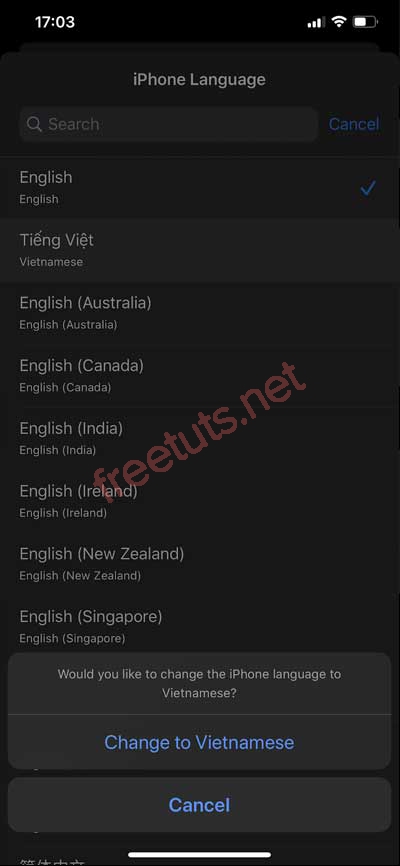 17:03
iPhone Language
Search
Cancel
English
English
Tiếng Việt
Vietnamese
English (Australia)
English (Australia)
English (Canada)
English (Canada)
English (India)
English (India)
English (Ireland)
English (Ireland)
English (New Zealand)
English (New Zealand)
English (Singapore)
English (Singapore)
freetuts.net
Would you like to change the iPhone language to
Vietnamese?
Change to Vietnamese
Cancel